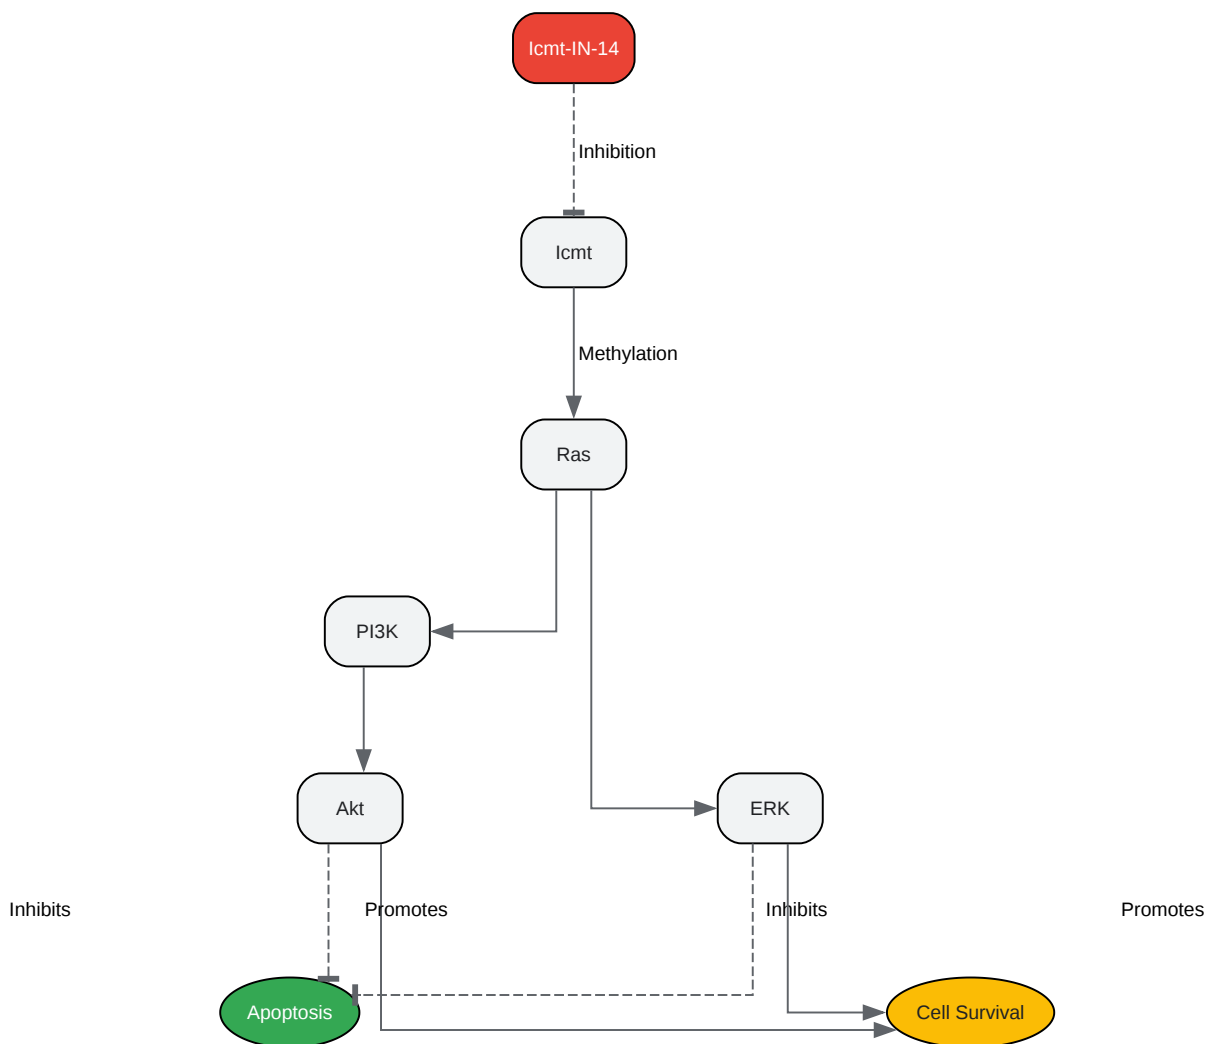 Icmt-IN-14
Inhibition
Icmt
Methylation
Ras
PI3K
Akt
ERK
Inhibits
Promotes
Inhibits
Promotes
Apoptosis
Cell Survival